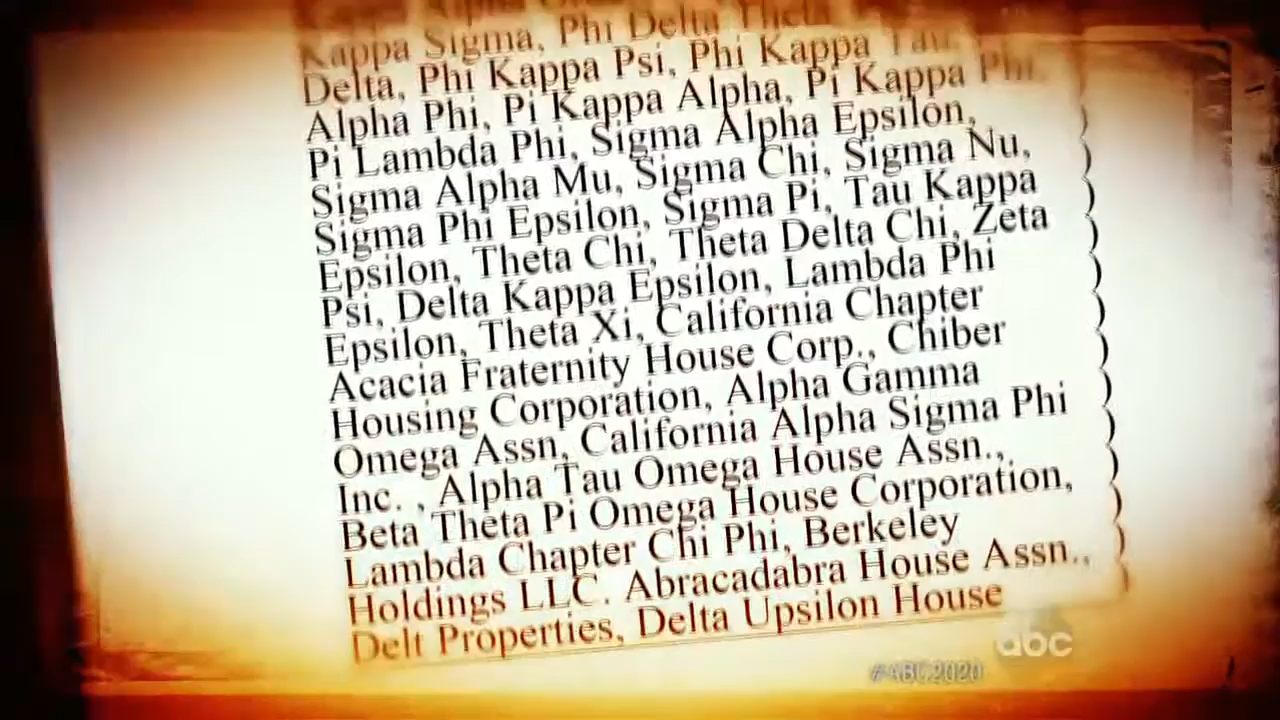 Kappa Sigma, Phi Delta Theta
Delta, Phi Kappa Psi, Phi Kappa Tau,
Alpha Phi, Pi Kappa Alpha, Pi Kappa Phi
Pi Lambda Phi, Sigma Alpha Epsilon,
Sigma Alpha Mu, Sigma Chi, Sigma Nu,
Sigma Phi Epsilon, Sigma Pi, Tau Kappa
Epsilon, Theta Chi, Theta Delta Chi, Zeta
Psi, Delta Kappa Epsilon, Lambda Phi
Epsilon, Theta Xi, California Chapter
Acacia Fraternity House Corp., Chiber
Housing Corporation, Alpha Gamma
Omega Assn, California Alpha Sigma Phi
Inc. , Alpha Tau Omega House Assn.,
Beta Theta Pi Omega House Corporation,
Lambda Chapter Chi Phi, Berkeley
Holdings LLC. Abracadabra House Assn.,
Delt Properties, Delta Upsilon House
abc
#ABC2020